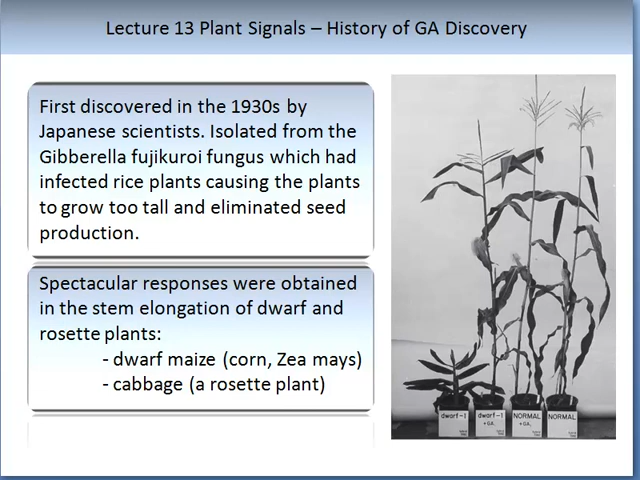 Lecture 13 Plant Signals – History of GA Discovery
First discovered in the 1930s by
Japanese scientists. Isolated from the
Gibberella fujikuroi fungus which had
infected rice plants causing the plants
to grow too tall and eliminated seed
production.
Spectacular responses were obtained
in the stem elongation of dwarf and
rosette plants:
- dwarf maize (corn, Zea mays)
- cabbage (a rosette plant)
dwarf-1
dwarf-1
+ GA
NORMAL
+ GA
NORMAL